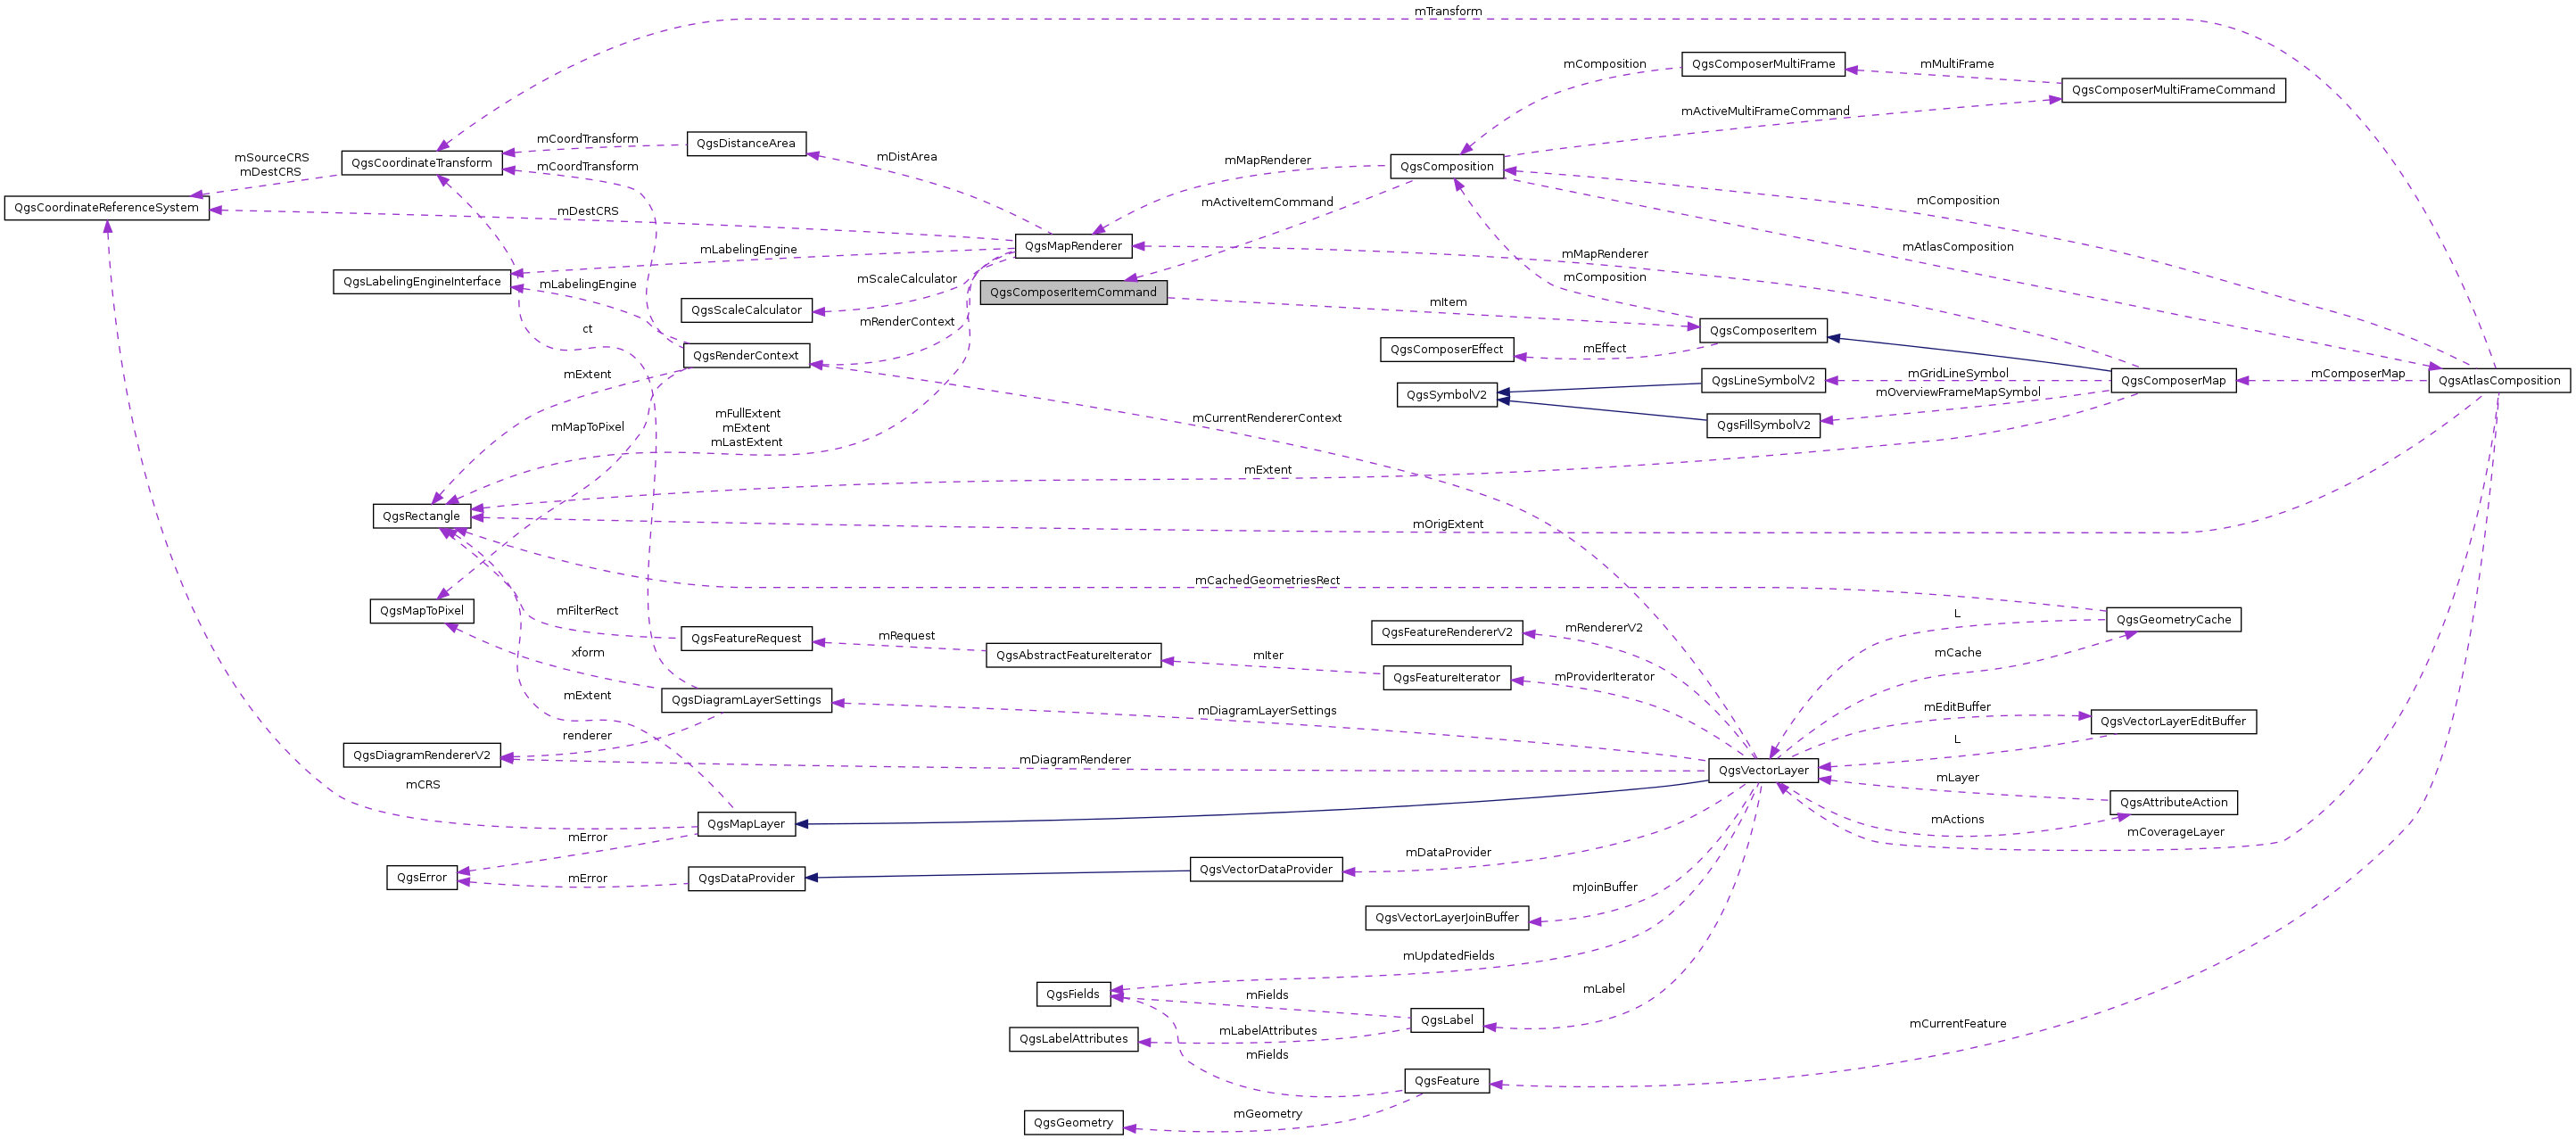 mTransform
QgsComposerMultiFrame
mComposition
mMultiFrame
QgsComposerMultiFrameCommand
mActiveMultiFrameCommand
mCoordTransform
QgsDistanceArea
mSourceCRS
mDestCRS
QgsCoordinateTransform
mCoordTransform
mDistArea
mMapRenderer
QgsComposition
QgsCoordinateReferenceSystem
mDestCRS
mActiveItemCommand
mComposition
mLabelingEngine
QgsMapRenderer
mMapRenderer
mAtlasComposition
QgsLabelingEngineInterface
mLabelingEngine
mScaleCalculator
QgsComposerItemCommand
mComposition
QgsScaleCalculator
mItem
ct
mRenderContext
QgsComposerItem
QgsRenderContext
QgsComposerEffect
mEffect
mExtent
mGridLineSymbol
mComposerMap
QgsLineSymbolV2
QgsComposerMap
QgsAtlasComposition
QgsSymbolV2
mOverviewFrameMapSymbol
mFullExtent
mExtent
mLastExtent
mMapToPixel
mCurrentRendererContext
QgsFillSymbolV2
mExtent
QgsRectangle
mOrigExtent
mCachedGeometriesRect
QgsMapToPixel
mFilterRect
L
QgsGeometryCache
QgsFeatureRequest
mRequest
QgsFeatureRendererV2
mRendererV2
xform
QgsAbstractFeatureIterator
mIter
mCache
QgsFeatureIterator
mProviderIterator
mExtent
QgsDiagramLayerSettings
mDiagramLayerSettings
mEditBuffer
QgsVectorLayerEditBuffer
renderer
L
QgsDiagramRendererV2
mDiagramRenderer
QgsVectorLayer
mCRS
mLayer
QgsAttributeAction
QgsMapLayer
mActions
mCoverageLayer
mError
mDataProvider
QgsError
mError
QgsDataProvider
QgsVectorDataProvider
mJoinBuffer
QgsVectorLayerJoinBuffer
mUpdatedFields
QgsFields
mFields
mLabel
QgsLabel
mCurrentFeature
QgsLabelAttributes
mLabelAttributes
mFields
QgsFeature
mGeometry
QgsGeometry